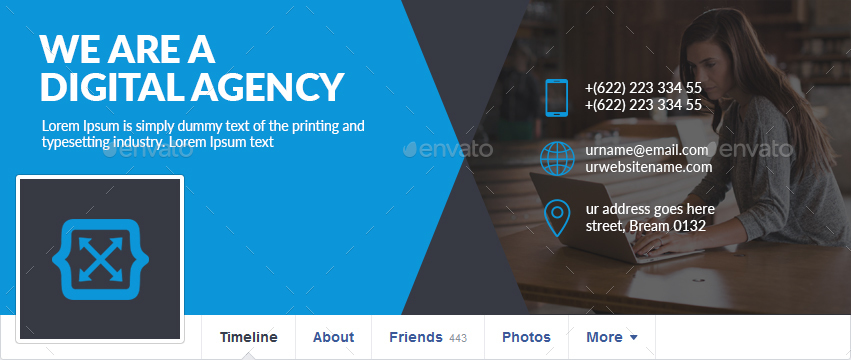 WE ARE A
DIGITAL AGENCY
Lorem Ipsum is simply dummy text of the printing and
typesetting industry. Lorem Ipsum text
+(622) 223 334 55
+(622) 223 334 55
urname@email.com
urwebsitename.com
ur address goes here
street, Bream 0132
envato
envato
envato
Timeline
About
Friends 443
Photos
More